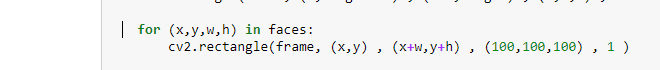 for (x,y,w,h) in faces:
cv2.rectangle(frame, (x,y) , (x+w,y+h) , (100,100,100) , 1 )